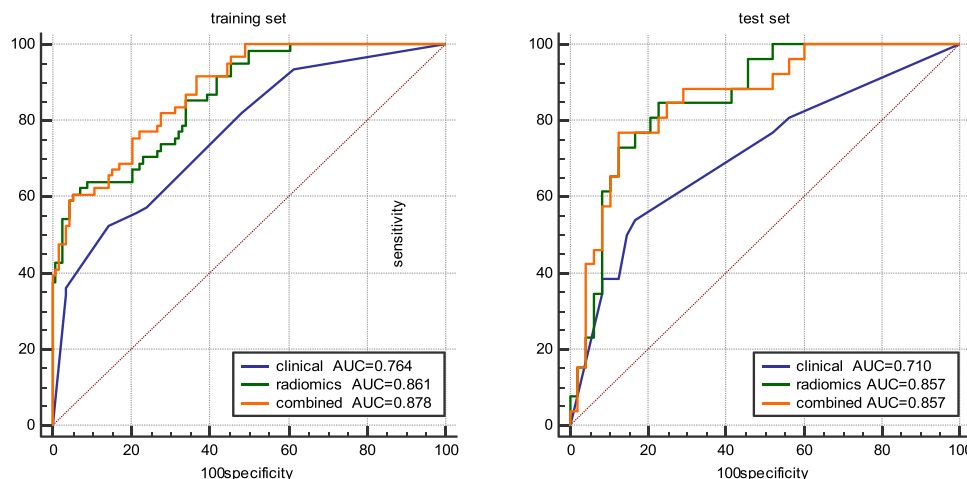 training set
100
80
60
40
20
0
0 20 40 60 80 100
100specificity
sensitivity
clinical AUC=0.764
radiomics AUC=0.861
combined AUC=0.878
test set
100
80
60
40
20
0
0 20 40 60 80 100
100specificity
clinical AUC=0.710
radiomics AUC=0.857
combined AUC=0.857